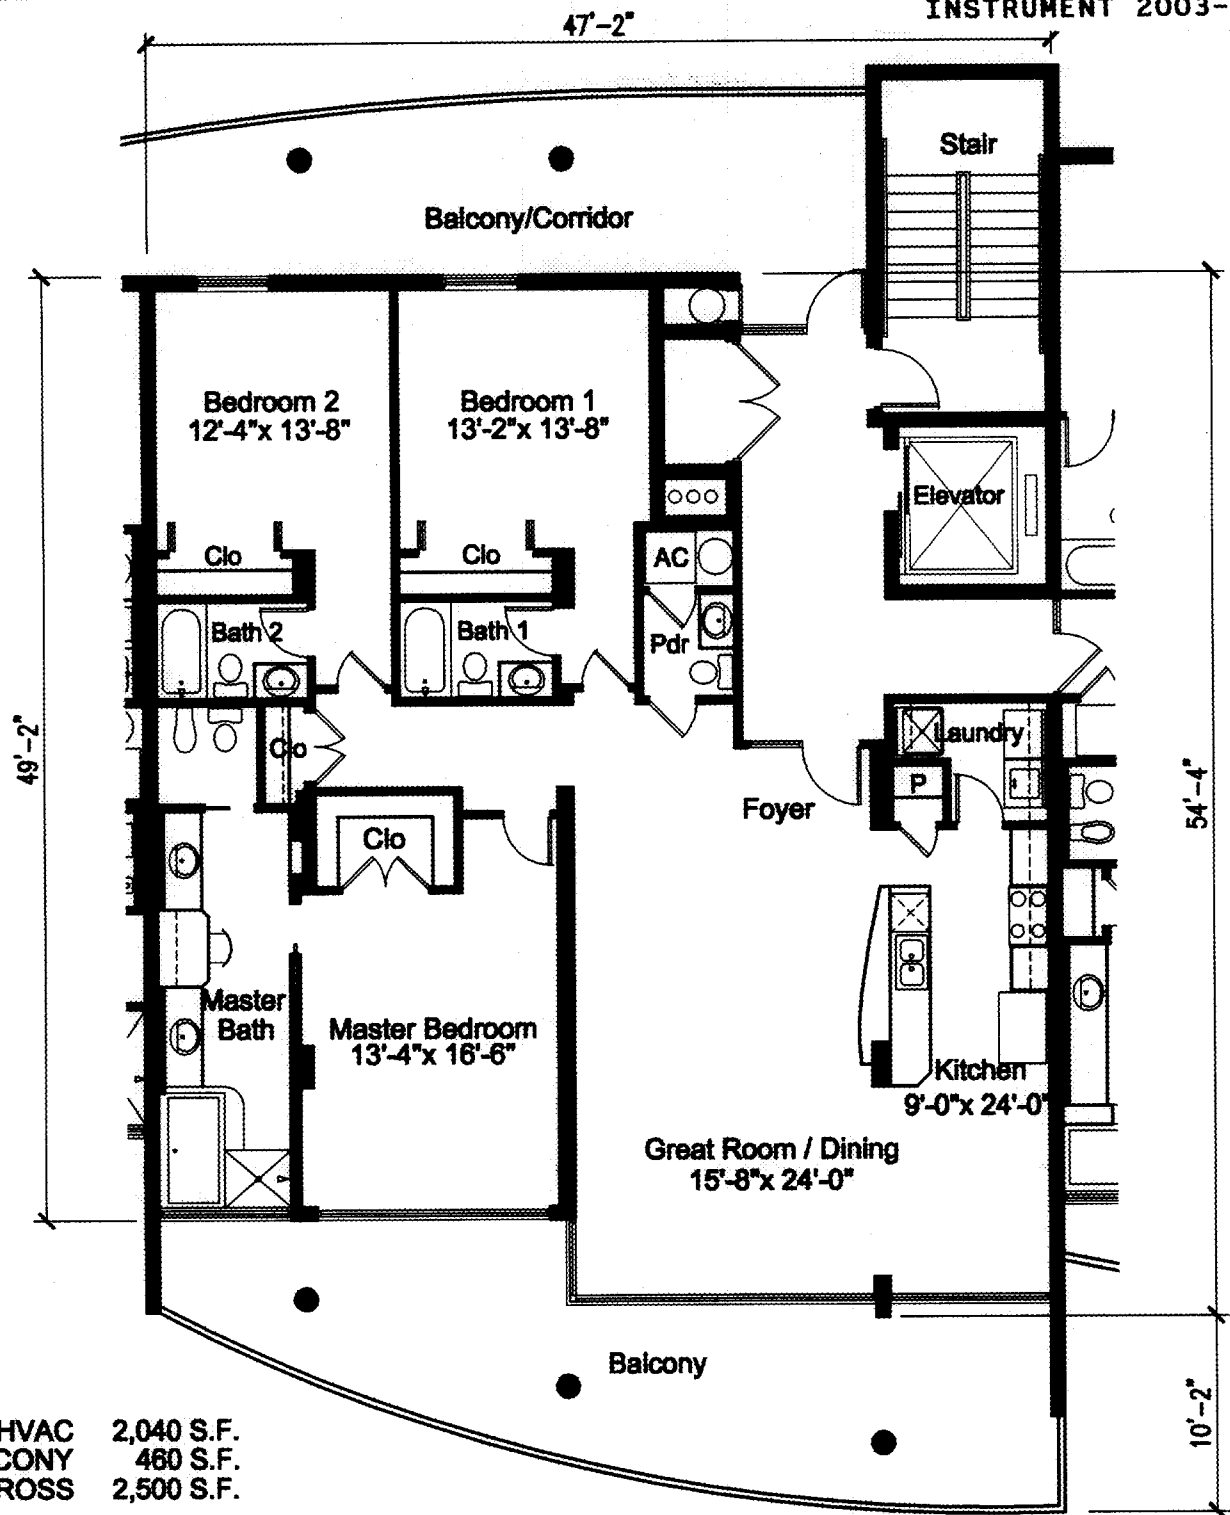 INSTRUMENT 2003-
47'-2"
Stair
Balcony/Corridor
Bedroom 2
12'-4"x 13'-8"
Bedroom 1
13'-2"x 13'-8"
Elevator
Clo
Clo
AC
Bath 2
Bath 1
Pdr
49'-2"
54'-4"
Clo
Laundry
P
Foyer
Clo
Master
Bath
Master Bedroom
13'-4"x 16'-6"
Kitchen
9'-0"x 24'-0"
Great Room / Dining
15'-8"x 24'-0"
Balcony
10'-2"
HVAC 2,040 S.F.
CONY 460 S.F.
ROSS 2,500 S.F.